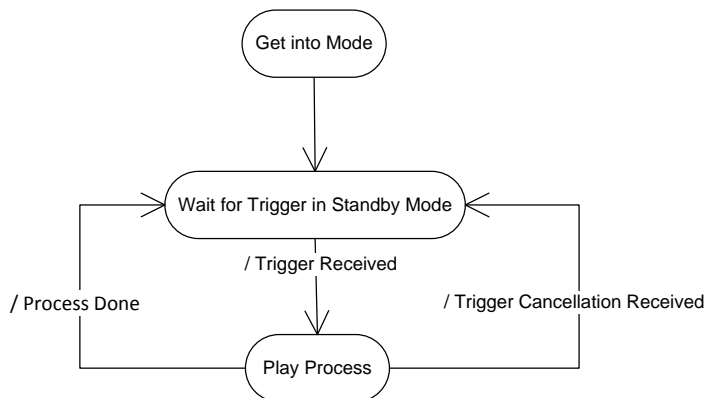 Get into Mode
Wait for Trigger in Standby Mode
/ Trigger Received
/ Process Done
/ Trigger Cancellation Received
Play Process